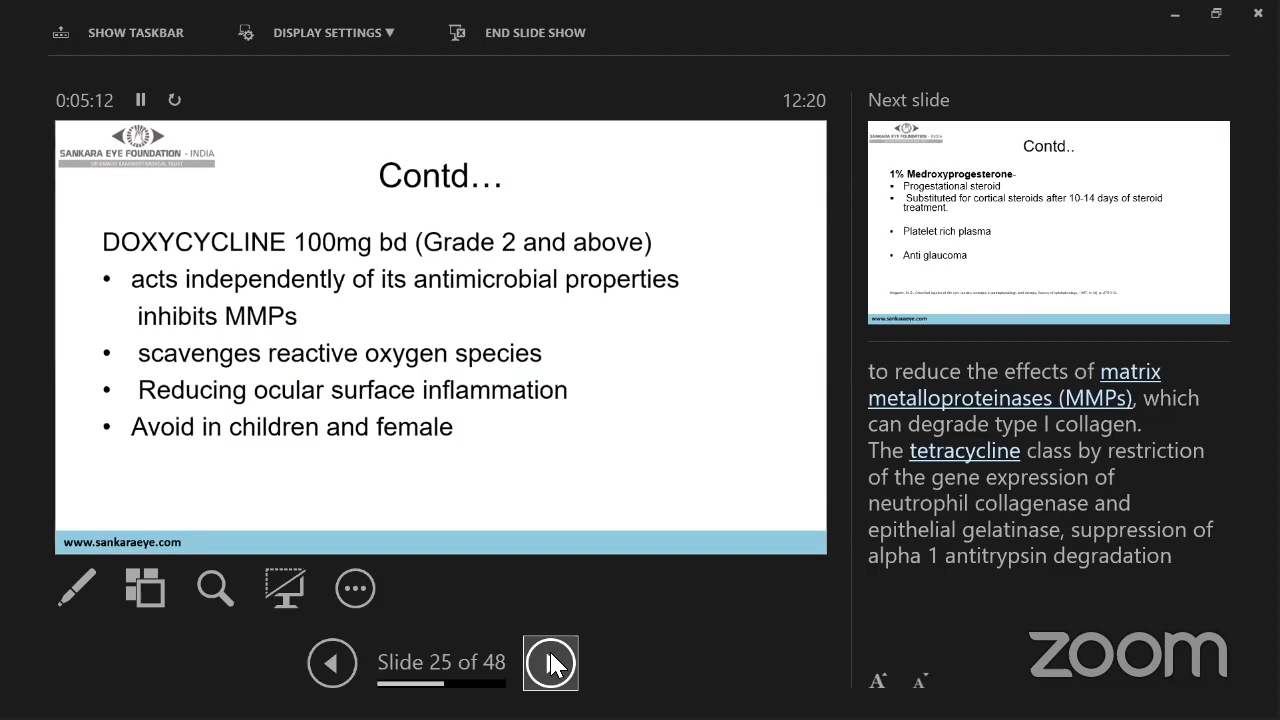 SHOW TASKBAR
DISPLAY SETTINGS ▼
END SLIDE SHOW
0:05:12
12:20
SANKARA EYE FOUNDATION - INDIA
Contd...
DOXYCYCLINE 100mg bd (Grade 2 and above)
• acts independently of its antimicrobial properties
inhibits MMPs
• scavenges reactive oxygen species
• Reducing ocular surface inflammation
• Avoid in children and female
www.sankaraeye.com
Slide 25 of 48
Next slide
SANKARA EYE FOUNDATION - INDIA
Contd..
1% Medroxyprogesterone-
▪ Progestational steroid
▪ Substituted for cortical steroids after 10-14 days of steroid
treatment.
• Platelet rich plasma
• Anti glaucoma
www.sankaraeye.com
to reduce the effects of matrix
metalloproteinases (MMPs), which
can degrade type I collagen.
The tetracycline class by restriction
of the gene expression of
neutrophil collagenase and
epithelial gelatinase, suppression of
alpha 1 antitrypsin degradation
A A
zoom